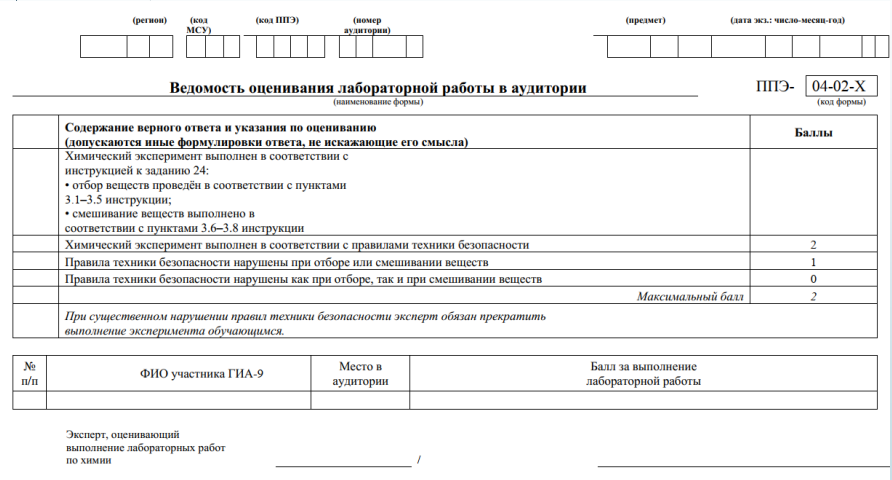 (регион) (код МСУ) (код ППЭ) (номер аудитории) (предмет) (дата экз.: число-месяц-год)
Ведомость оценивания лабораторной работы в аудитории ППЭ- 04-02-Х
(наименование формы) (код формы)
Содержание верного ответа и указания по оцениванию
(допускаются иные формулировки ответа, не искажающие его смысла) Баллы
Химический эксперимент выполнен в соответствии с
инструкцией к заданию 24:
• отбор веществ проведён в соответствии с пунктами
3.1–3.5 инструкции;
• смешивание веществ выполнено в
соответствии с пунктами 3.6–3.8 инструкции
Химический эксперимент выполнен в соответствии с правилами техники безопасности 2
Правила техники безопасности нарушены при отборе или смешивании веществ 1
Правила техники безопасности нарушены как при отборе, так и при смешивании веществ 0
Максимальный балл 2
При существенном нарушении правил техники безопасности эксперт обязан прекратить
выполнение эксперимента обучающимся.
№ п/п ФИО участника ГИА-9 Место в аудитории Балл за выполнение лабораторной работы
Эксперт, оценивающий
выполнение лабораторных работ
по химии /